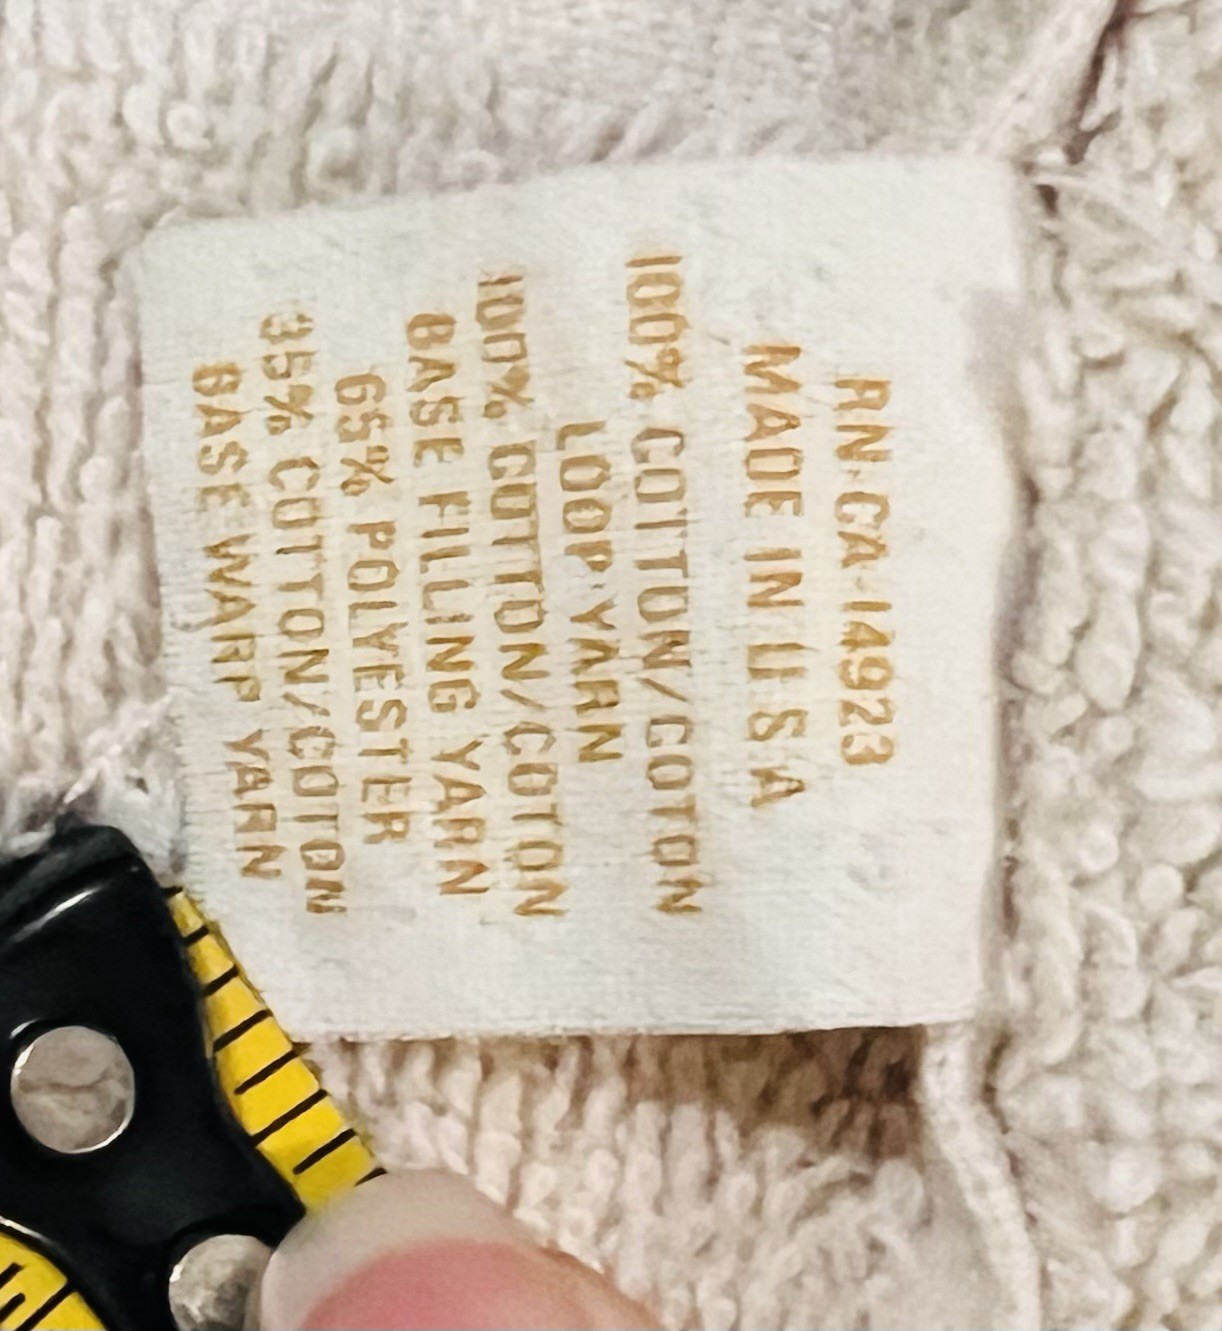 RN-CA-14923
MADE IN U S A
100% COTTON/COTON
LOOP YARN
100% COTTON/COTON
BASE FILLING YARN
65% POLYESTER
35% COTTON/COTON
BASE WARP YARN